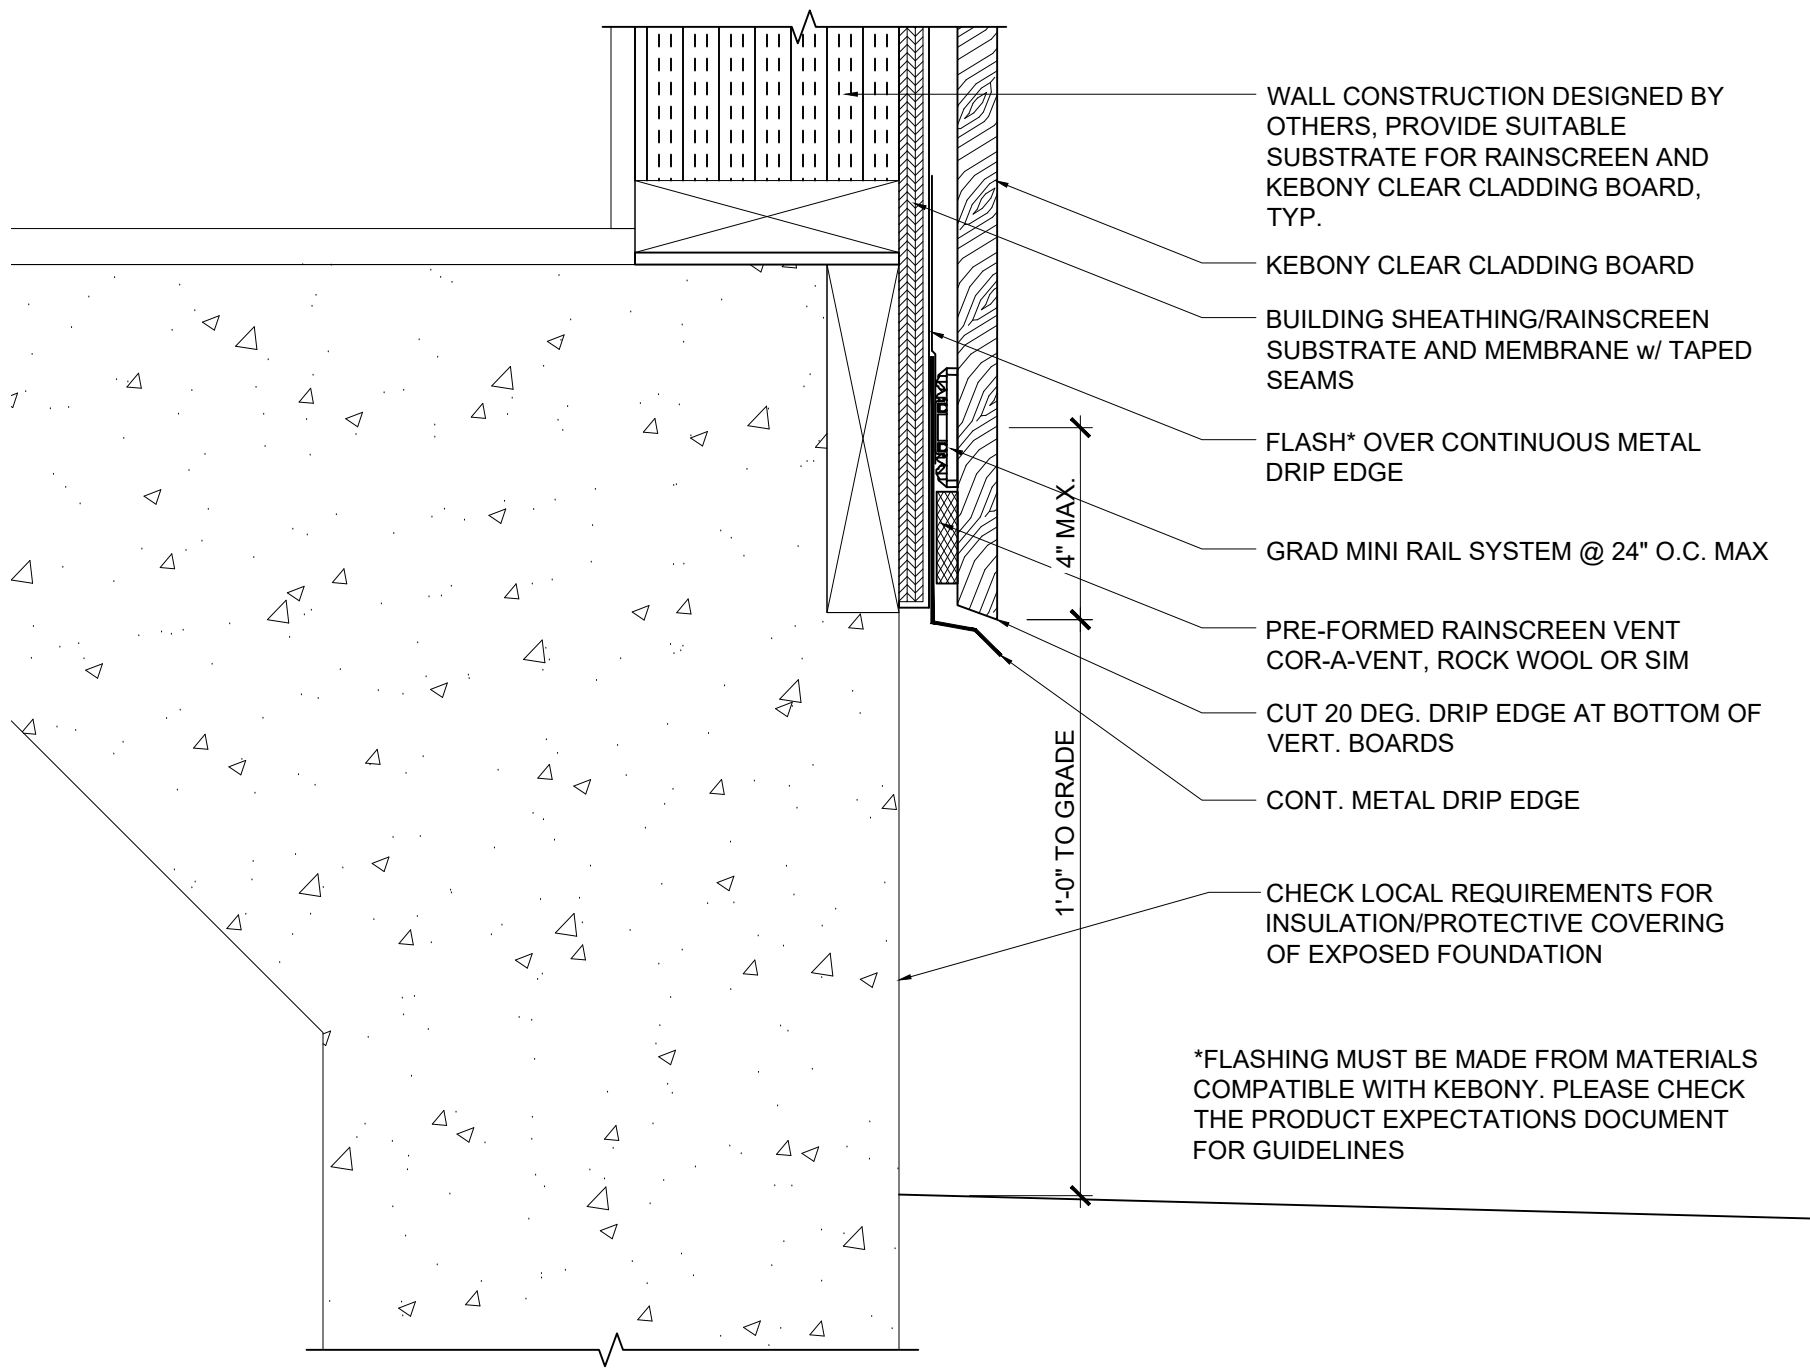 WALL CONSTRUCTION DESIGNED BY
OTHERS, PROVIDE SUITABLE
SUBSTRATE FOR RAINSCREEN AND
KEBONY CLEAR CLADDING BOARD,
TYP.
KEBONY CLEAR CLADDING BOARD
BUILDING SHEATHING/RAINSCREEN
SUBSTRATE AND MEMBRANE w/ TAPED
SEAMS
FLASH* OVER CONTINUOUS METAL
DRIP EDGE
4" MAX.
GRAD MINI RAIL SYSTEM @ 24" O.C. MAX
PRE-FORMED RAINSCREEN VENT
COR-A-VENT, ROCK WOOL OR SIM
CUT 20 DEG. DRIP EDGE AT BOTTOM OF
VERT. BOARDS
CONT. METAL DRIP EDGE
1'-0" TO GRADE
CHECK LOCAL REQUIREMENTS FOR
INSULATION/PROTECTIVE COVERING
OF EXPOSED FOUNDATION
*FLASHING MUST BE MADE FROM MATERIALS
COMPATIBLE WITH KEBONY. PLEASE CHECK
THE PRODUCT EXPECTATIONS DOCUMENT
FOR GUIDELINES